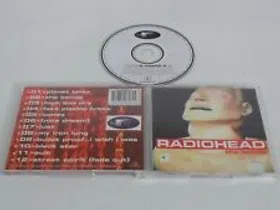 01>planet telex
02>the bends
03>high and dry
04>fake plastic trees
05>bones
06>(nice dream)
07>just
08>my iron lung
09>bullet proof..i wish i was
10>black star
11>sulk
12>street spirit (fade out)
RADIOHEAD